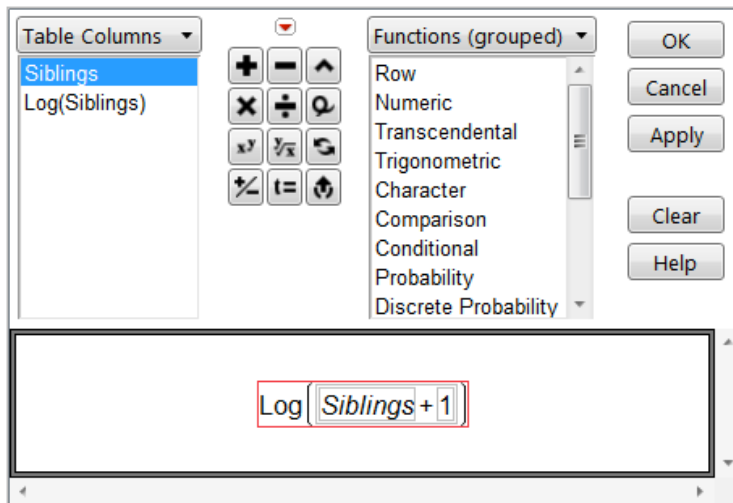 Table Columns
Siblings
Log(Siblings)
xy
y√x
t=
Functions (grouped)
Row
Numeric
Transcendental
Trigonometric
Character
Comparison
Conditional
Probability
Discrete Probability
OK
Cancel
Apply
Clear
Help
Log(Siblings+1)